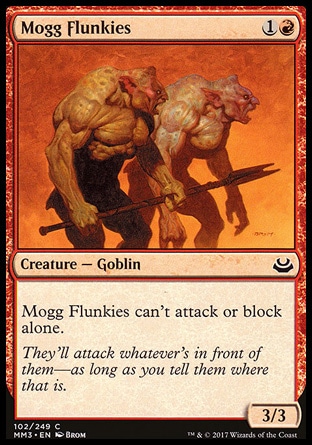 Mogg Flunkies 1
BROM
Creature — Goblin
Mogg Flunkies can't attack or block
alone.
They'll attack whatever's in front of
them—as long as you tell them where
that is.
3/3
102/249 C
MM3 • EN Brom
™ & © 2017 Wizards of the Coast